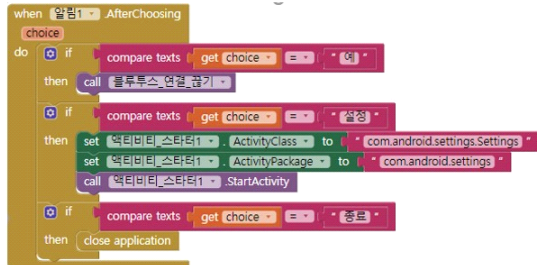 when 알림1 .AfterChoosing
choice
do if compare texts get choice = " 예 "
then call 블루투스_연결_끊기
if compare texts get choice = " 설정 "
then set 액티비티_스타터1 . ActivityClass to " com.android.settings.Settings "
set 액티비티_스타터1 . ActivityPackage to " com.android.settings "
call 액티비티_스타터1 .StartActivity
if compare texts get choice = " 종료 "
then close application